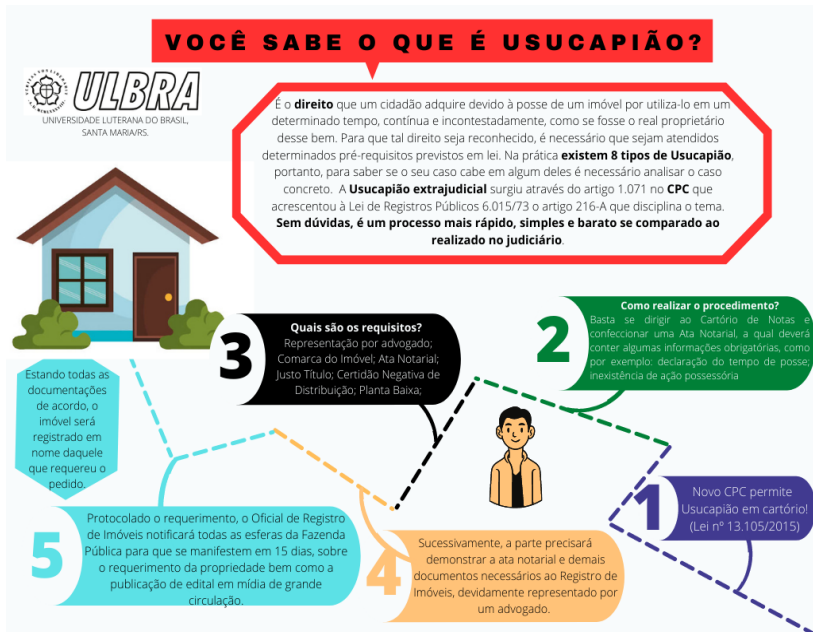 VOCÊ SABE O QUE É USUCAPIÃO?
ULBRA
UNIVERSIDADE LUTERANA DO BRASIL,
SANTA MARIA/RS.
É o direito que um cidadão adquire devido à posse de um imóvel por utiliza-lo em um
determinado tempo, contínua e incontestadamente, como se fosse o real proprietário
desse bem. Para que tal direito seja reconhecido, é necessário que sejam atendidos
determinados pré-requisitos previstos em lei. Na prática existem 8 tipos de Usucapião,
portanto, para saber se o seu caso cabe em algum deles é necessário analisar o caso
concreto. A Usucapião extrajudicial surgiu através do artigo 1.071 no CPC que
acrescentou à Lei de Registros Públicos 6.015/73 o artigo 216-A que disciplina o tema.
Sem dúvidas, é um processo mais rápido, simples e barato se comparado ao
realizado no judiciário.
1
Novo CPC permite
Usucapião em cartório!
(Lei nº 13.105/2015)
2
Como realizar o procedimento?
Basta se dirigir ao Cartório de Notas e
confeccionar uma Ata Notarial, a qual deverá
conter algumas informações obrigatórias, como
por exemplo: declaração do tempo de posse;
inexistência de ação possessória
3
Quais são os requisitos?
Representação por advogado;
Comarca do Imóvel; Ata Notarial;
Justo Título; Certidão Negativa de
Distribuição; Planta Baixa;
4
Sucessivamente, a parte precisará
demonstrar a ata notarial e demais
documentos necessários ao Registro de
Imóveis, devidamente representado por
um advogado.
5
Protocolado o requerimento, o Oficial de Registro
de Imóveis notificará todas as esferas da Fazenda
Pública para que se manifestem em 15 dias, sobre
o requerimento da propriedade bem como a
publicação de edital em mídia de grande
circulação.
Estando todas as
documentações
de acordo, o
imóvel será
registrado em
nome daquele
que requereu o
pedido.